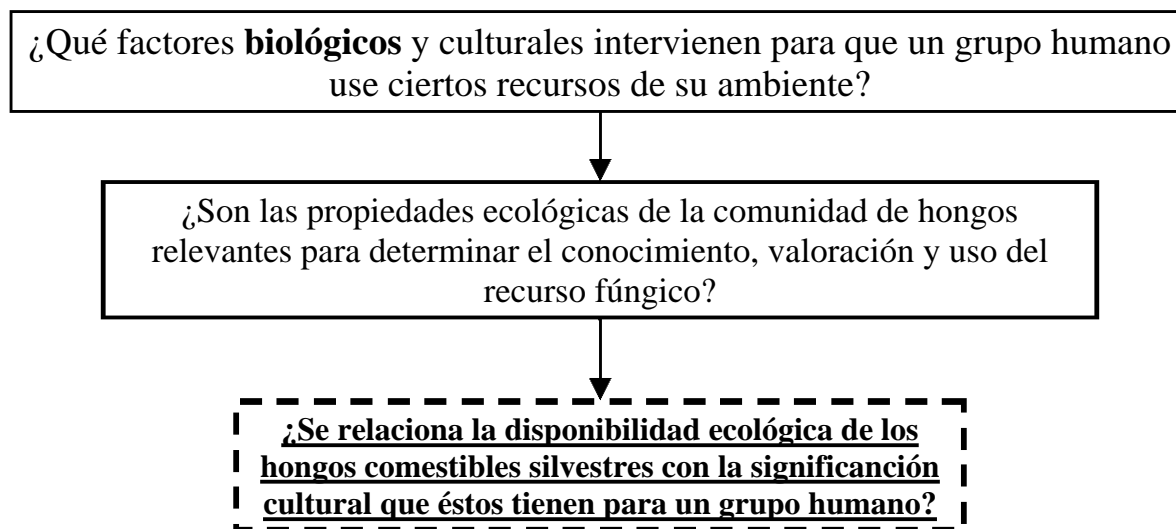 ¿Qué factores biológicos y culturales intervienen para que un grupo humano
use ciertos recursos de su ambiente?
¿Son las propiedades ecológicas de la comunidad de hongos
relevantes para determinar el conocimiento, valoración y uso del
recurso fúngico?
¿Se relaciona la disponibilidad ecológica de los
hongos comestibles silvestres con la significanción
cultural que éstos tienen para un grupo humano?